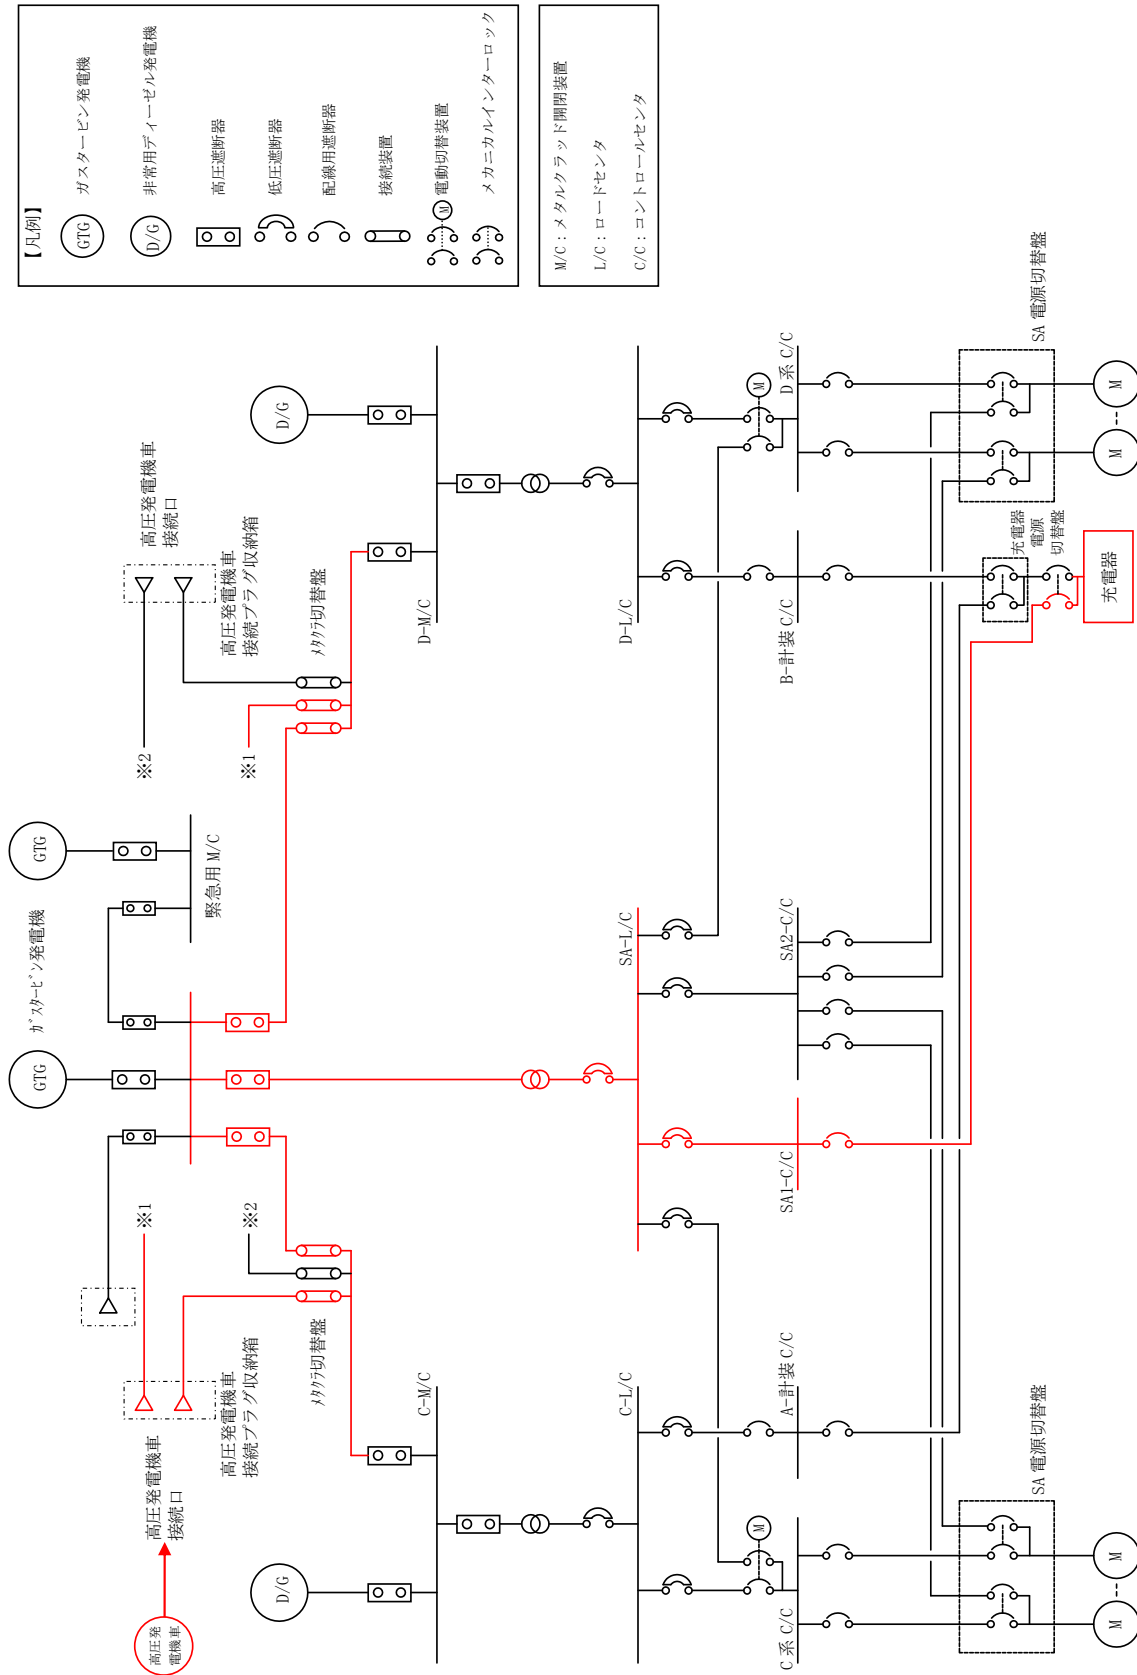 【凡例】
GTG ガスタービン発電機
D/G 非常用ディーゼル発電機
高圧遮断器
低圧遮断器
配線用遮断器
接続装置
M 電動切替装置
メカニカルインターロック
M/C：メタルクラッド開閉装置
L/C：ロードセンタ
C/C：コントロールセンタ
高圧発
電機車
高圧発電機車
接続口
高圧発電機車
接続プラグ収納箱
※1
※2
ｶﾞｽﾀｰﾋﾞﾝ発電機
GTG
GTG
緊急用 M/C
※2
※1
高圧発電機車
接続口
高圧発電機車
接続プラグ収納箱
ﾒﾀｸﾗ切替盤
ﾒﾀｸﾗ切替盤
D/G
D/G
C-M/C
D-M/C
C-L/C
SA-L/C
D-L/C
M
M
C 系 C/C
A-計装 C/C
SA1-C/C
SA2-C/C
B-計装 C/C
D 系 C/C
SA 電源切替盤
充電器
電源
切替盤
SA 電源切替盤
M
M
充電器
M
M